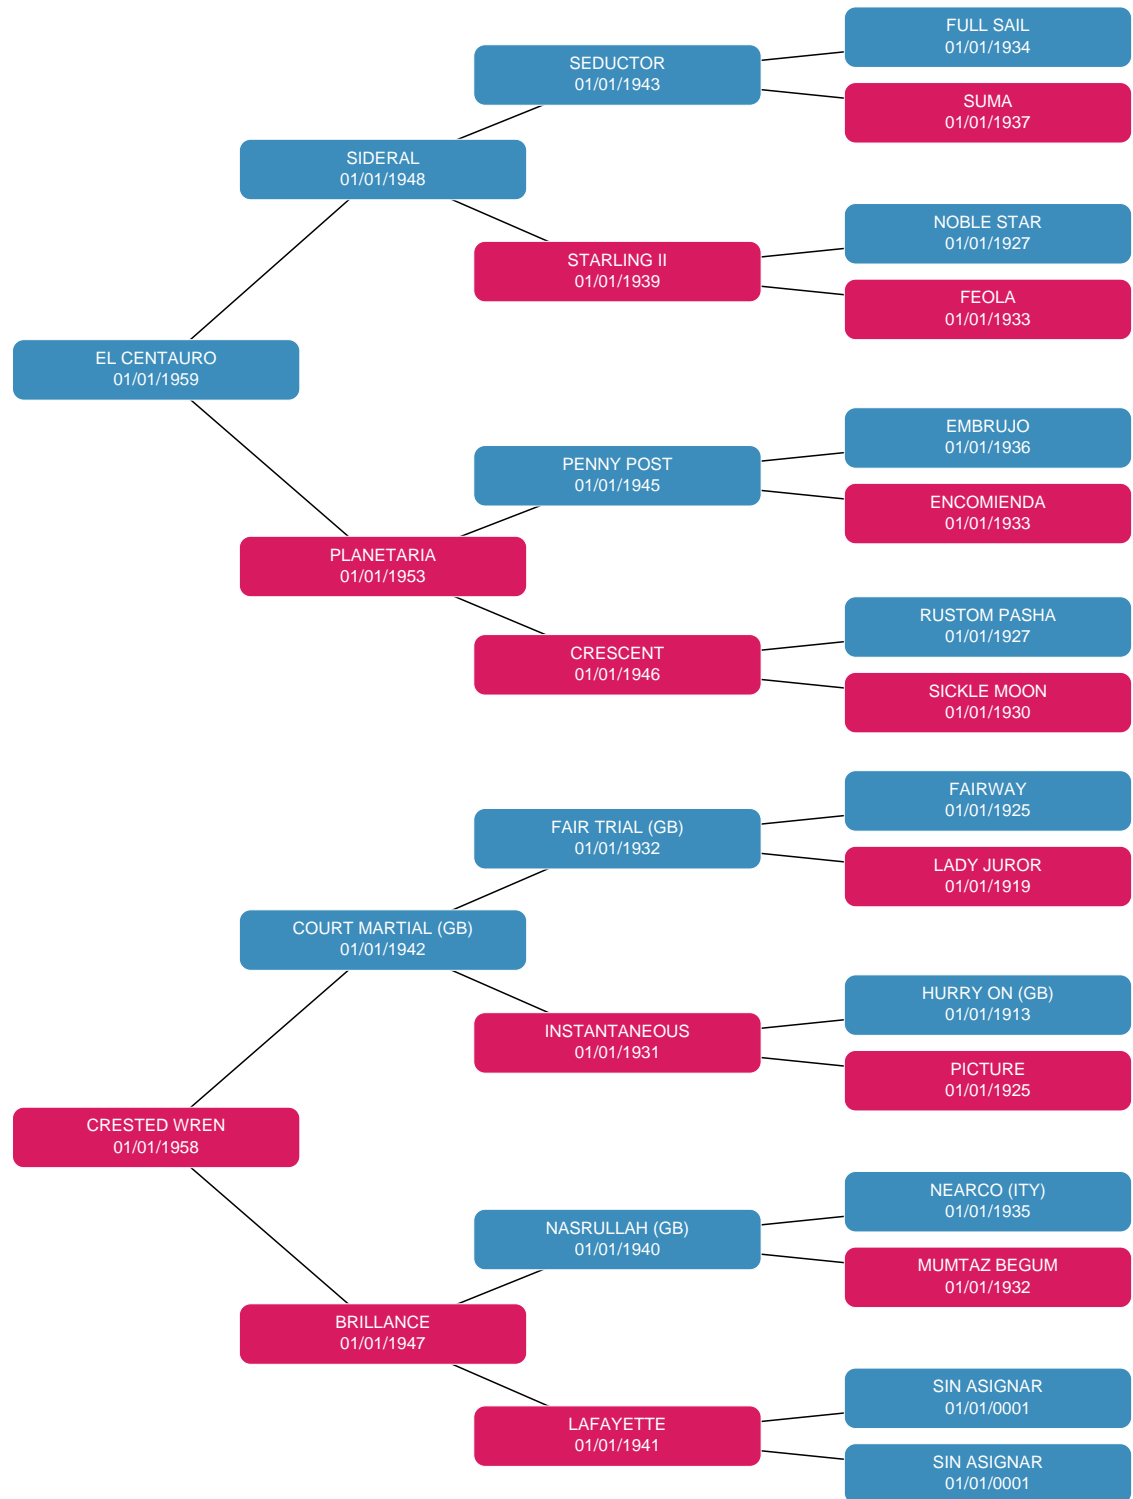 FULL SAIL
01/01/1934
SEDUCTOR
01/01/1943
SUMA
01/01/1937
SIDERAL
01/01/1948
NOBLE STAR
01/01/1927
STARLING II
01/01/1939
FEOLA
01/01/1933
EL CENTAURO
01/01/1959
EMBRUJO
01/01/1936
PENNY POST
01/01/1945
ENCOMIENDA
01/01/1933
PLANETARIA
01/01/1953
RUSTOM PASHA
01/01/1927
CRESCENT
01/01/1946
SICKLE MOON
01/01/1930
FAIRWAY
01/01/1925
FAIR TRIAL (GB)
01/01/1932
LADY JUROR
01/01/1919
COURT MARTIAL (GB)
01/01/1942
HURRY ON (GB)
01/01/1913
INSTANTANEOUS
01/01/1931
PICTURE
01/01/1925
CRESTED WREN
01/01/1958
NEARCO (ITY)
01/01/1935
NASRULLAH (GB)
01/01/1940
MUMTAZ BEGUM
01/01/1932
BRILLANCE
01/01/1947
SIN ASIGNAR
01/01/0001
LAFAYETTE
01/01/1941
SIN ASIGNAR
01/01/0001